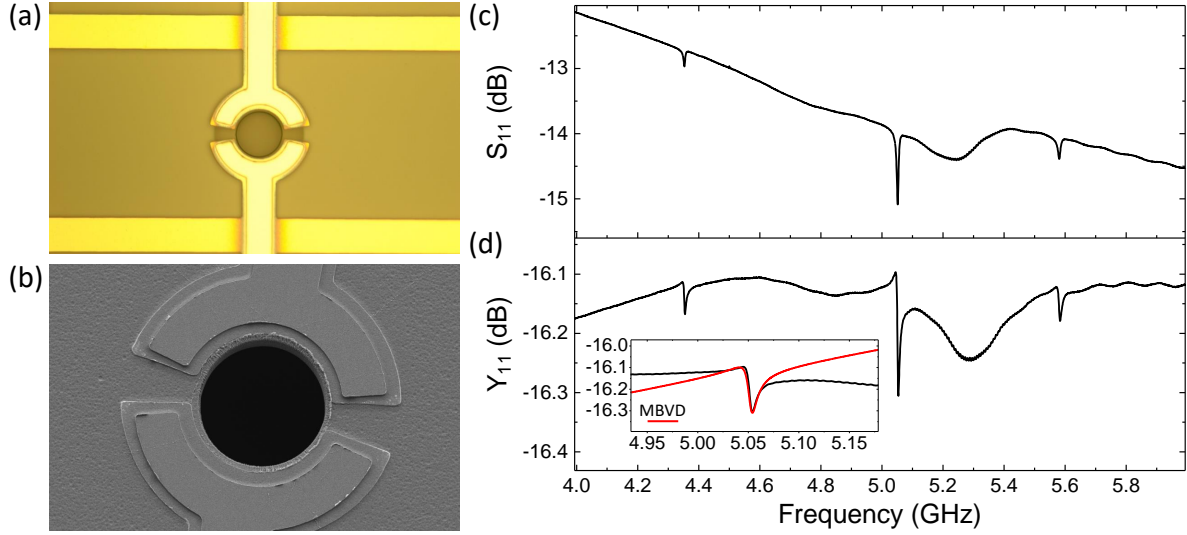 (a)
(b)
(c)
-13
-14
-15
S11 (dB)
(d)
-16.1
-16.2
-16.3
-16.4
Y11 (dB)
-16.0
-16.1
-16.2
-16.3
MBVD
4.95 5.00 5.05 5.10 5.15
4.0 4.2 4.4 4.6 4.8 5.0 5.2 5.4 5.6 5.8
Frequency (GHz)